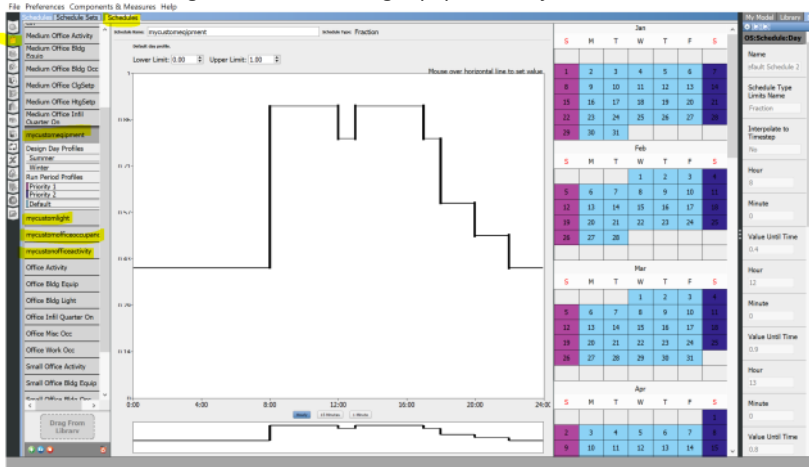 File Preferences Components & Measures Help
Schedules Schedule Sets Schedules
My Model Library
Medium Office Activity
Medium Office Bldg Equip
Medium Office Bldg Occ
Medium Office ClgSetp
Medium Office HtgSetp
Medium Office Infil Quarter On
mycustomeqipment
Design Day Profiles
Summer
Winter
Run Period Profiles
Priority 1
Priority 2
Default
mycustomlight
mycustomofficeoccupan
mycustomofficeactivity
Office Activity
Office Bldg Equip
Office Bldg Light
Office Infil Quarter On
Office Misc Occ
Office Work Occ
Small Office Activity
Small Office Bldg Equip
Small Office Bldg Occ
Drag From Library
Schedule Name: mycustomeqipment Schedule Type: Fraction
Default day profile.
Lower Limit: 0.00 Upper Limit: 1.00
Mouse over horizontal line to set value
0:00 4:00 8:00 12:00 16:00 20:00 24:00
Hourly 15 Minutes 1 Minute
Jan
S M T W T F S
1 2 3 4 5 6 7
8 9 10 11 12 13 14
15 16 17 18 19 20 21
22 23 24 25 26 27 28
29 30 31
Feb
S M T W T F S
1 2 3 4
5 6 7 8 9 10 11
12 13 14 15 16 17 18
19 20 21 22 23 24 25
26 27 28
Mar
S M T W T F S
1 2 3 4
5 6 7 8 9 10 11
12 13 14 15 16 17 18
19 20 21 22 23 24 25
26 27 28 29 30 31
Apr
S M T W T F S
1
2 3 4 5 6 7 8
9 10 11 12 13 14 15
OS:Schedule:Day
Name
efault Schedule 2
Schedule Type Limits Name
Fraction
Interpolate to Timestep
No
Hour
8
Minute
0
Value Until Time
0.4
Hour
12
Minute
0
Value Until Time
0.9
Hour
13
Minute
0
Value Until Time
0.8